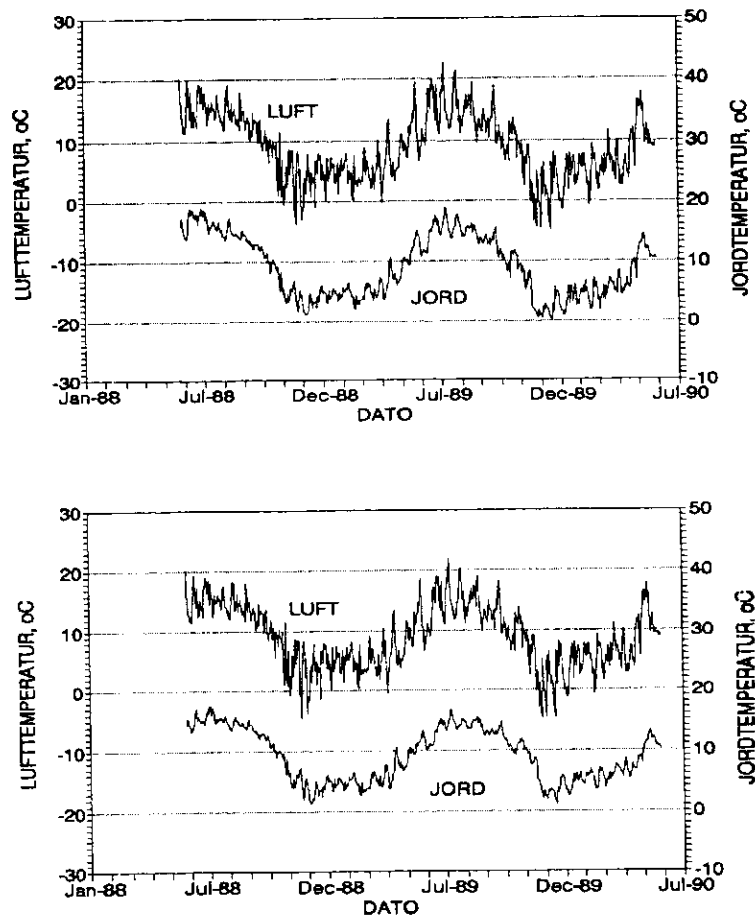 30
20
10
0
-10
-20
-30
50
40
30
20
10
0
-10
LUFTTEMPERATUR, oC
JORDTEMPERATUR, oC
LUFT
JORD
Jan-88
Jul-88
Dec-88
Jul-89
Dec-89
Jul-90
DATO
30
20
10
0
-10
-20
-30
50
40
30
20
10
0
-10
LUFTTEMPERATUR, oC
JORDTEMPERATUR, oC
LUFT
JORD
Jan-88
Jul-88
Dec-88
Jul-89
Dec-89
Jul-90
DATO